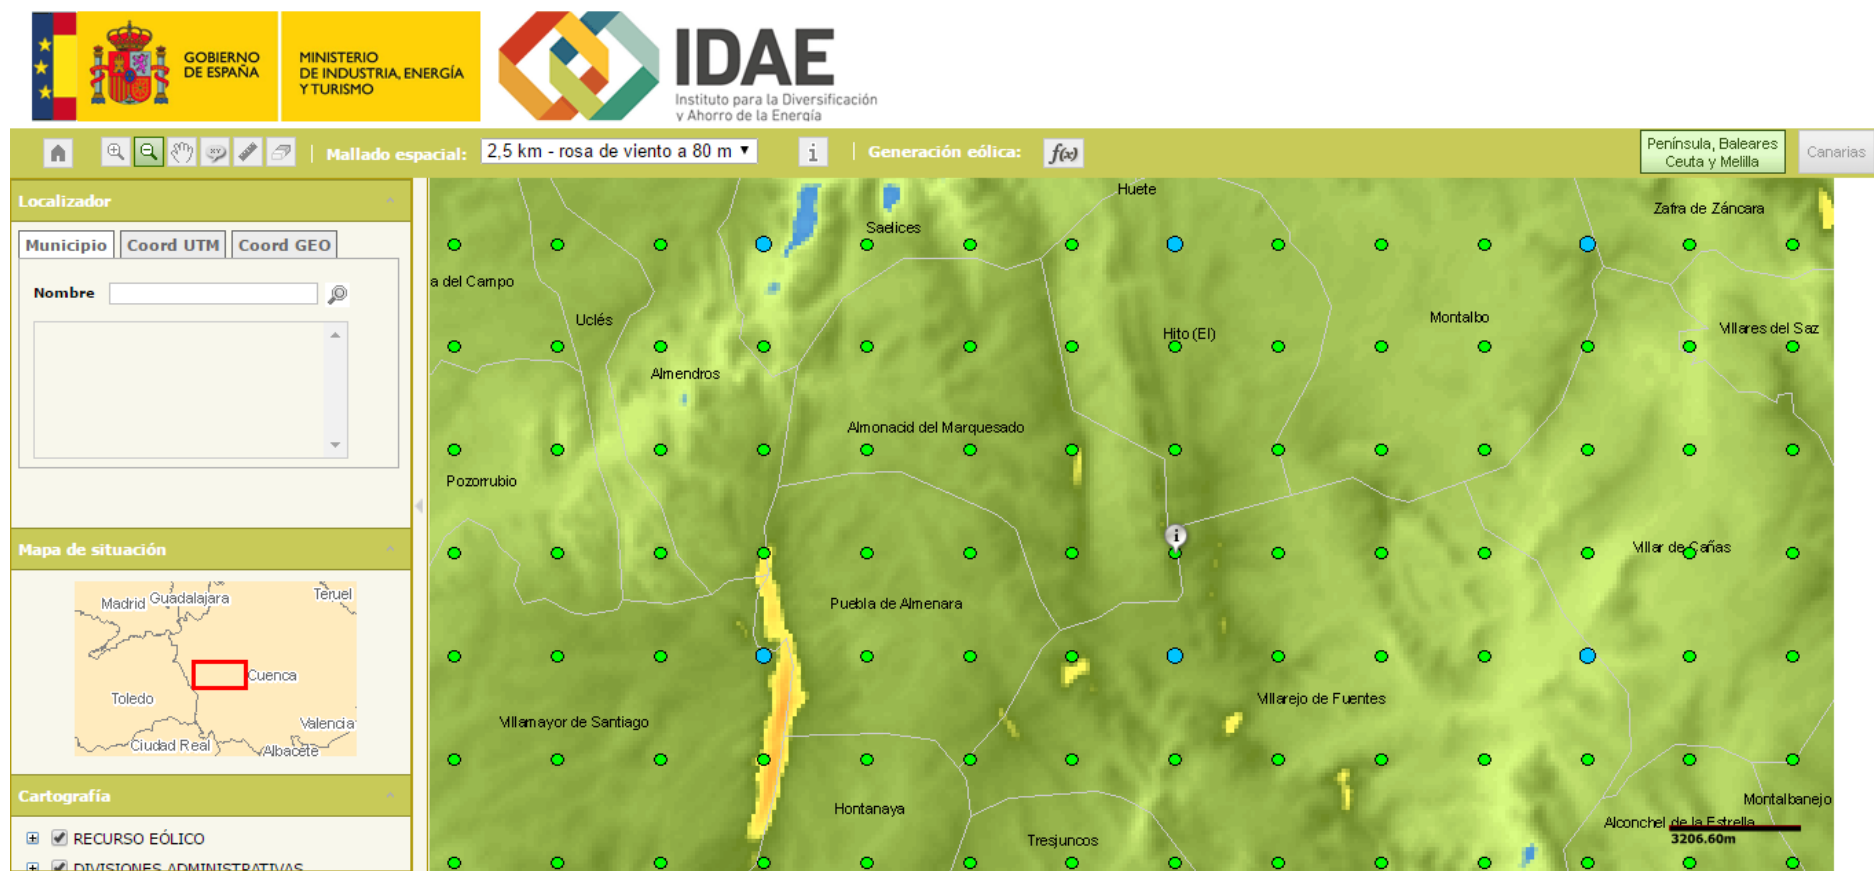 GOBIERNO
DE ESPAÑA
MINISTERIO
DE INDUSTRIA, ENERGÍA
Y TURISMO
IDAE
Instituto para la Diversificación
y Ahorro de la Energía
Mallado espacial:
2,5 km - rosa de viento a 80 m
i
Generación eólica:
f(x)
Península, Baleares
Ceuta y Melilla
Canarias
Localizador
Municipio
Coord UTM
Coord GEO
Nombre
Mapa de situación
Madrid
Guadalajara
Teruel
Cuenca
Toledo
Valencia
Ciudad Real
Albacete
Cartografía
RECURSO EÓLICO
DIVISIONES ADMINISTRATIVAS
Huete
Zafra de Záncara
Saelices
a del Campo
Uclés
Montalbo
Villares del Saz
Hito (El)
Almendros
Almonacid del Marquesado
Pozorrubio
i
Villar de Cañas
Puebla de Almenara
Villarejo de Fuentes
Villamayor de Santiago
Montalbanejo
Hontanaya
Alconchel de la Estrella
Tresjuncos
3206.60m